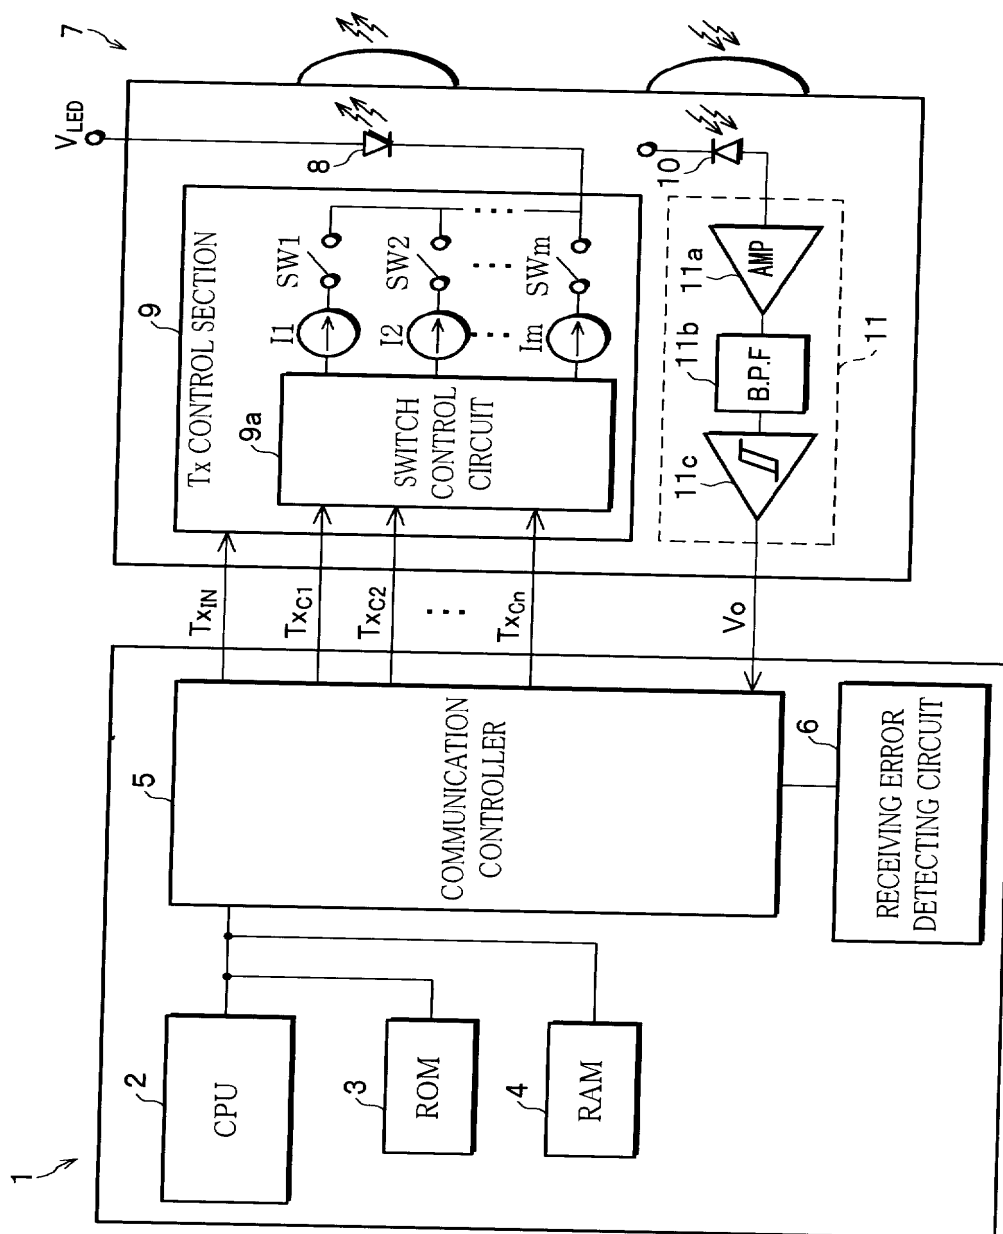 1
2
CPU
3
ROM
4
RAM
5
COMMUNICATION
CONTROLLER
6
RECEIVING ERROR
DETECTING CIRCUIT
TxIN
TxC1
TxC2
...
TxCn
Vo
7
9
Tx CONTROL SECTION
9a
SWITCH
CONTROL
CIRCUIT
I1
I2
...
Im
SW1
SW2
...
SWm
...
VLED
8
10
11a
AMP
11b
B.P.F
11c
11